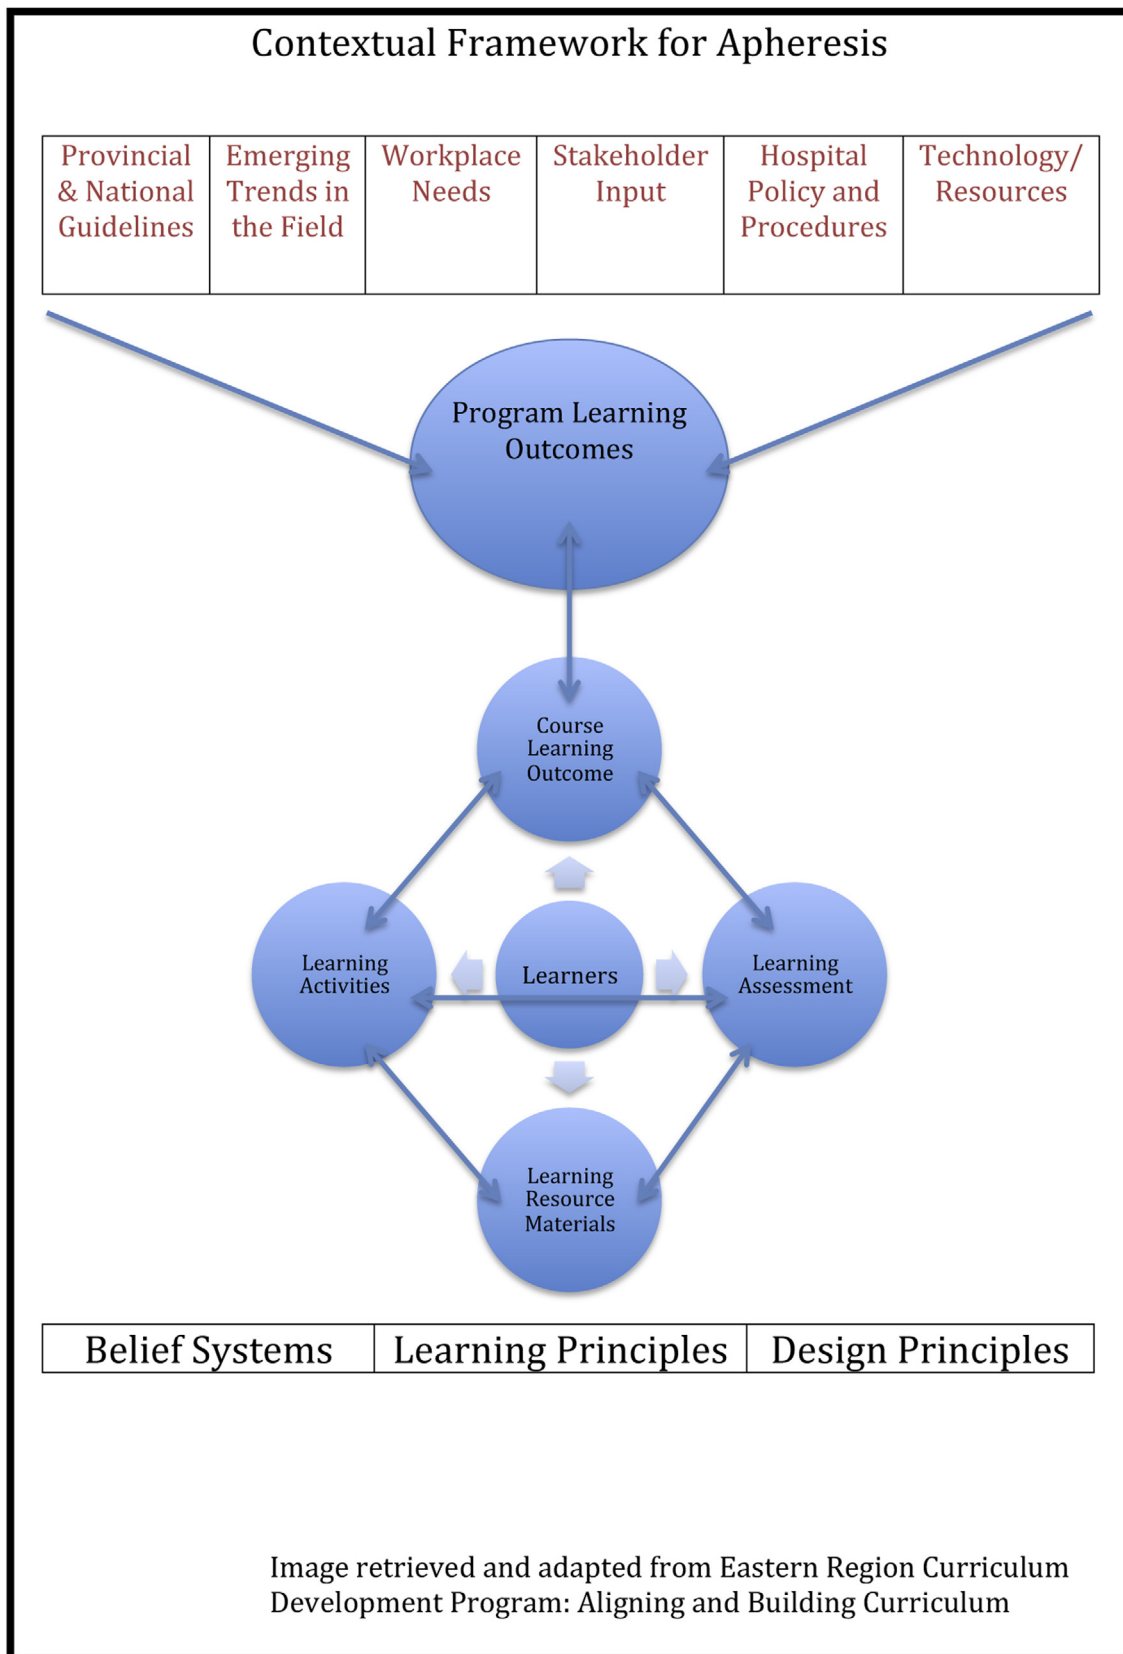 Contextual Framework for Apheresis
Provincial
& National
Guidelines
Emerging
Trends in
the Field
Workplace
Needs
Stakeholder
Input
Hospital
Policy and
Procedures
Technology/
Resources
Program Learning
Outcomes
Course
Learning
Outcome
Learning
Activities
Learners
Learning
Assessment
Learning
Resource
Materials
Belief Systems
Learning Principles
Design Principles
Image retrieved and adapted from Eastern Region Curriculum
Development Program: Aligning and Building Curriculum